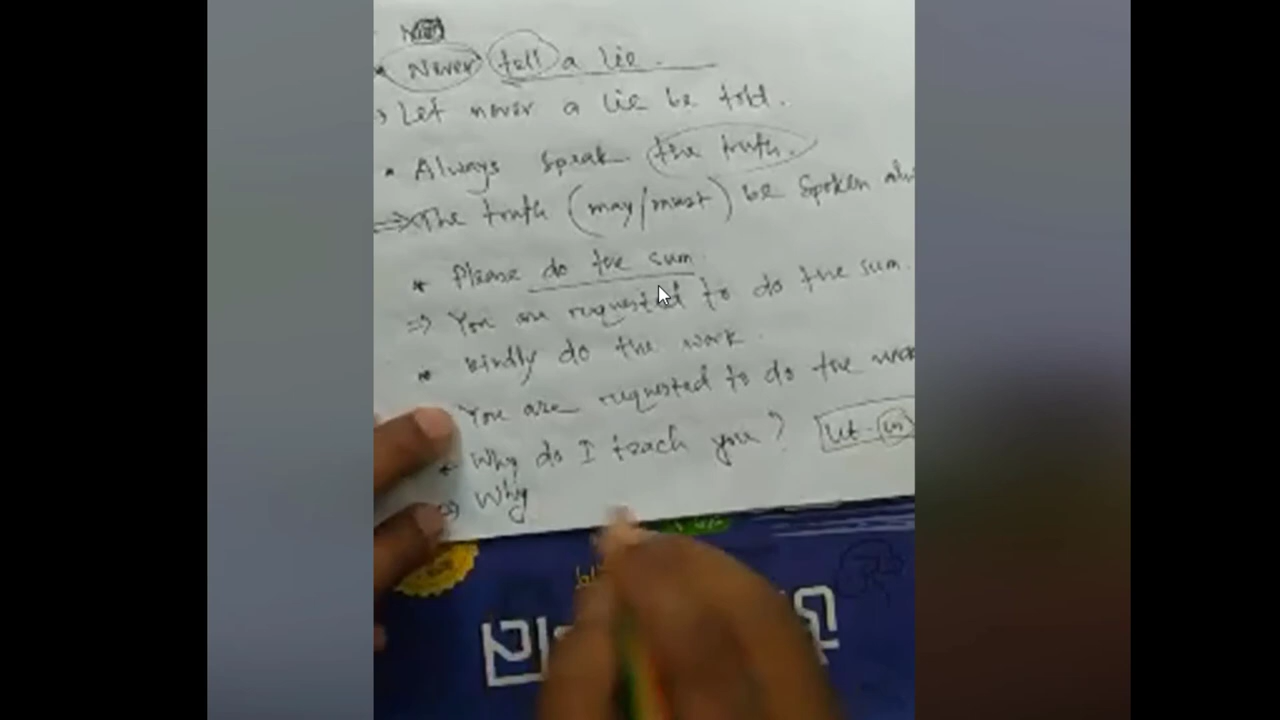 * Never tell a lie.
⇒ Let never a lie be told.
• Always speak the truth.
⇒ The truth (may/must) be spoken
* Please do the sum.
⇒ You are requested to do the sum.
* Kindly do the work.
You are requested to do the
* Why do I teach you?
⇒ Why